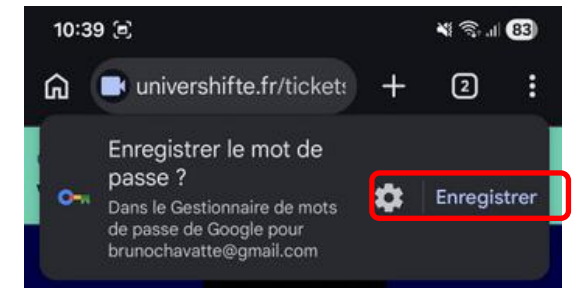 10:39 83
univershifte.fr/tickets + 2
Enregistrer le mot de
passe ?
Dans le Gestionnaire de mots
de passe de Google pour
brunochavatte@gmail.com
Enregistrer